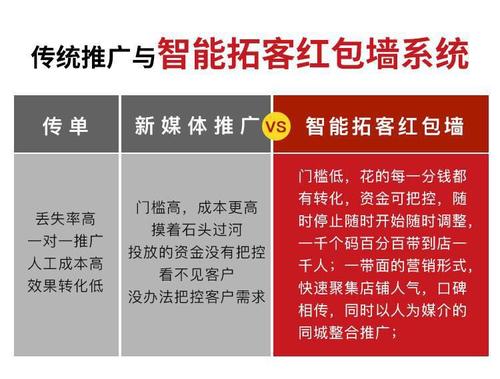 传统推广与智能拓客红包墙系统
传单
新媒体推广
VS
智能拓客红包墙
丢失率高
一对一推广
人工成本高
效果转化低
门槛高，成本更高
摸着石头过河
投放的资金没有把控
看不见客户
没办法把控客户需求
门槛低，花的每一分钱都
有转化，资金可把控，随
时停止随时开始随时调整，
一千个码百分百带到店一
千人；一带面的营销形式，
快速聚集店铺人气，口碑
相传，同时以人为媒介的
同城整合推广；